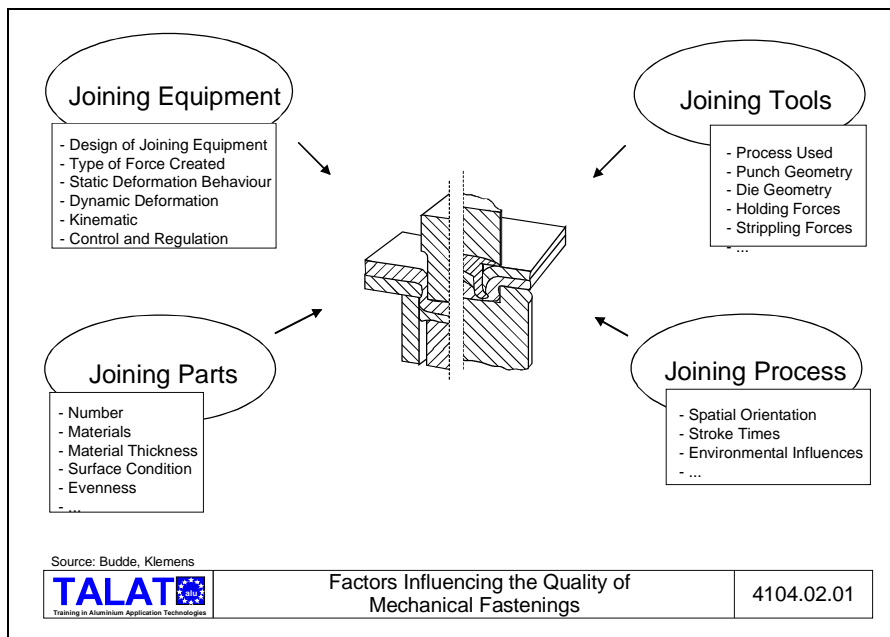 Joining Equipment
- Design of Joining Equipment
- Type of Force Created
- Static Deformation Behaviour
- Dynamic Deformation
- Kinematic
- Control and Regulation
Joining Tools
- Process Used
- Punch Geometry
- Die Geometry
- Holding Forces
- Strippling Forces
- ...
Joining Parts
- Number
- Materials
- Material Thickness
- Surface Condition
- Evenness
- ...
Joining Process
- Spatial Orientation
- Stroke Times
- Environmental Influences
- ...
Source: Budde, Klemens
TALAT
alu
Training in Aluminium Application Technologies
Factors Influencing the Quality of
Mechanical Fastenings
4104.02.01